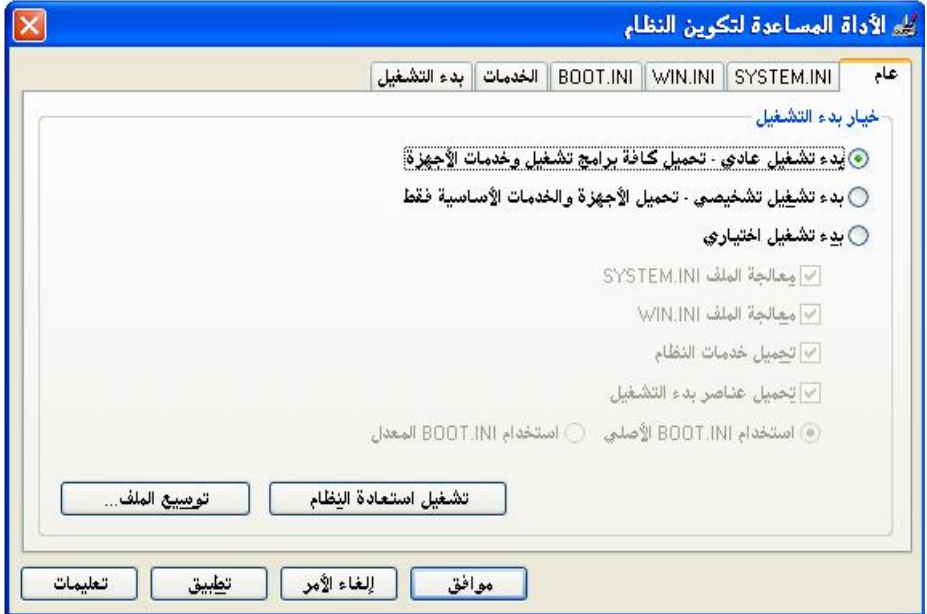 الأداة المساعدة لتكوين النظام
عام SYSTEM.INI WIN.INI BOOT.INI الخدمات بدء التشغيل
خيار بدء التشغيل
بدء تشغيل عادي - تحميل كافة برامج تشغيل وخدمات الأجهزة
بدء تشغيل تشخيصي - تحميل الأجهزة والخدمات الأساسية فقط
بدء تشغيل اختياري
معالجة الملف SYSTEM.INI
معالجة الملف WIN.INI
تحميل خدمات النظام
تحميل عناصر بدء التشغيل
استخدام BOOT.INI الأصلي استخدام BOOT.INI المعدل
تشغيل استعادة النظام توسيع الملف...
موافق إلغاء الأمر تطبيق تعليمات